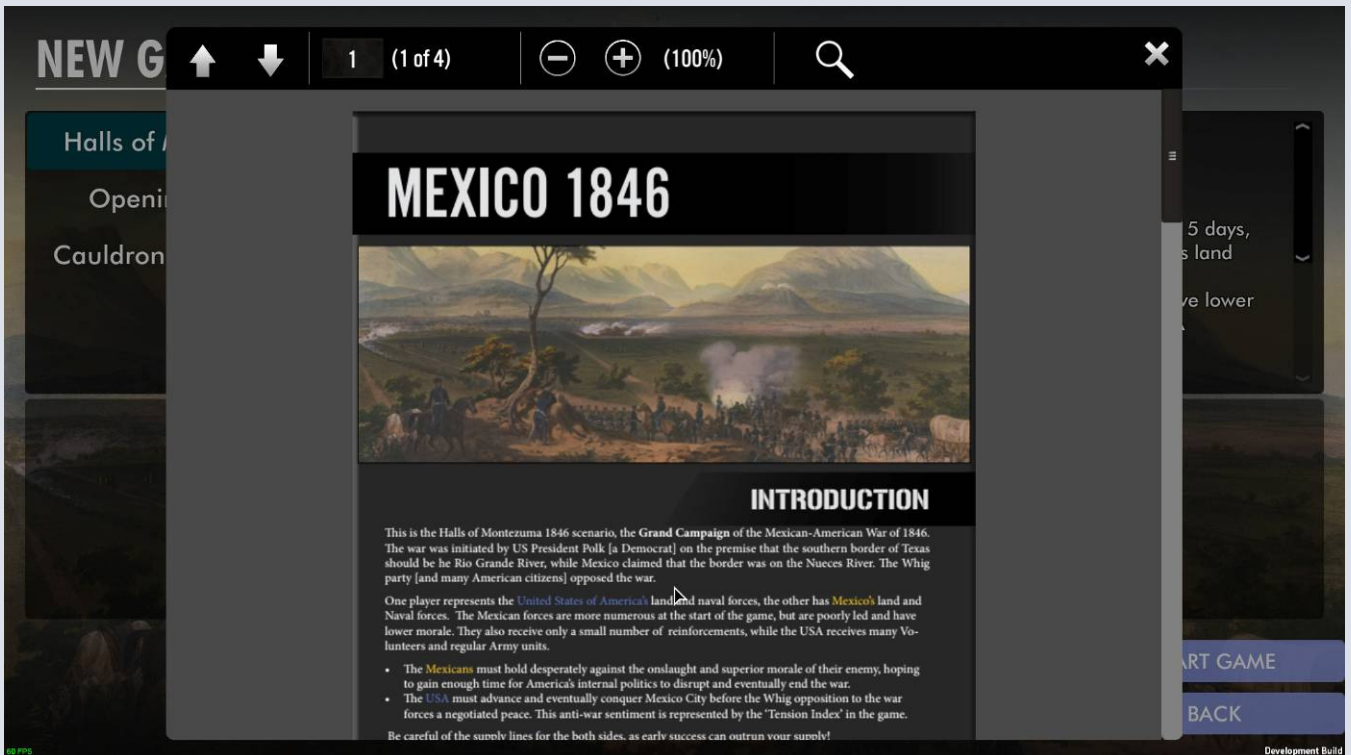 NEW G
1 (1 of 4) (100%)
Halls of
Openi
Cauldron
5 days,
s land
ve lower
MEXICO 1846
INTRODUCTION
This is the Halls of Montezuma 1846 scenario, the Grand Campaign of the Mexican-American War of 1846.
The war was initiated by US President Polk [a Democrat] on the premise that the southern border of Texas
should be he Rio Grande River, while Mexico claimed that the border was on the Nueces River. The Whig
party [and many American citizens] opposed the war.
One player represents the United States of America's land and naval forces, the other has Mexico's land and
Naval forces. The Mexican forces are more numerous at the start of the game, but are poorly led and have
lower morale. They also receive only a small number of reinforcements, while the USA receives many Vo-
lunteers and regular Army units.
• The Mexicans must hold desperately against the onslaught and superior morale of their enemy, hoping
to gain enough time for America's internal politics to disrupt and eventually end the war.
• The USA must advance and eventually conquer Mexico City before the Whig opposition to the war
forces a negotiated peace. This anti-war sentiment is represented by the 'Tension Index' in the game.
Be careful of the supply lines for the both sides, as early success can outrun your supply!
ART GAME
BACK
60 FPS
Development Build